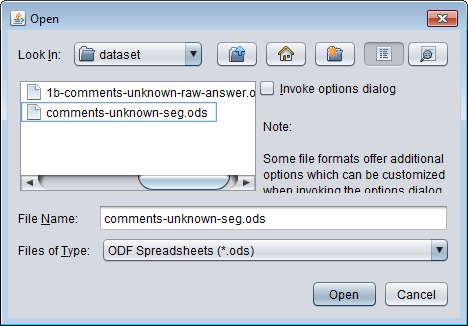 Open
Look In: dataset
1b-comments-unknown-raw-answer.o
comments-unknown-seg.ods
Invoke options dialog
Note:
Some file formats offer additional
options which can be customized
when invoking the options dialog
File Name: comments-unknown-seg.ods
Files of Type: ODF Spreadsheets (*.ods)
Open Cancel